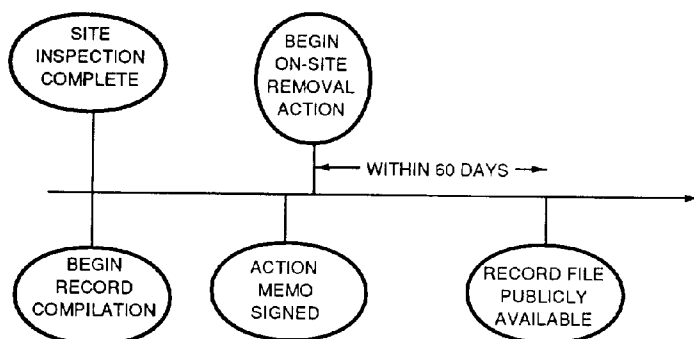 SITE
INSPECTION
COMPLETE
BEGIN
ON-SITE
REMOVAL
ACTION
WITHIN 60 DAYS
BEGIN
RECORD
COMPILATION
ACTION
MEMO
SIGNED
RECORD FILE
PUBLICLY
AVAILABLE